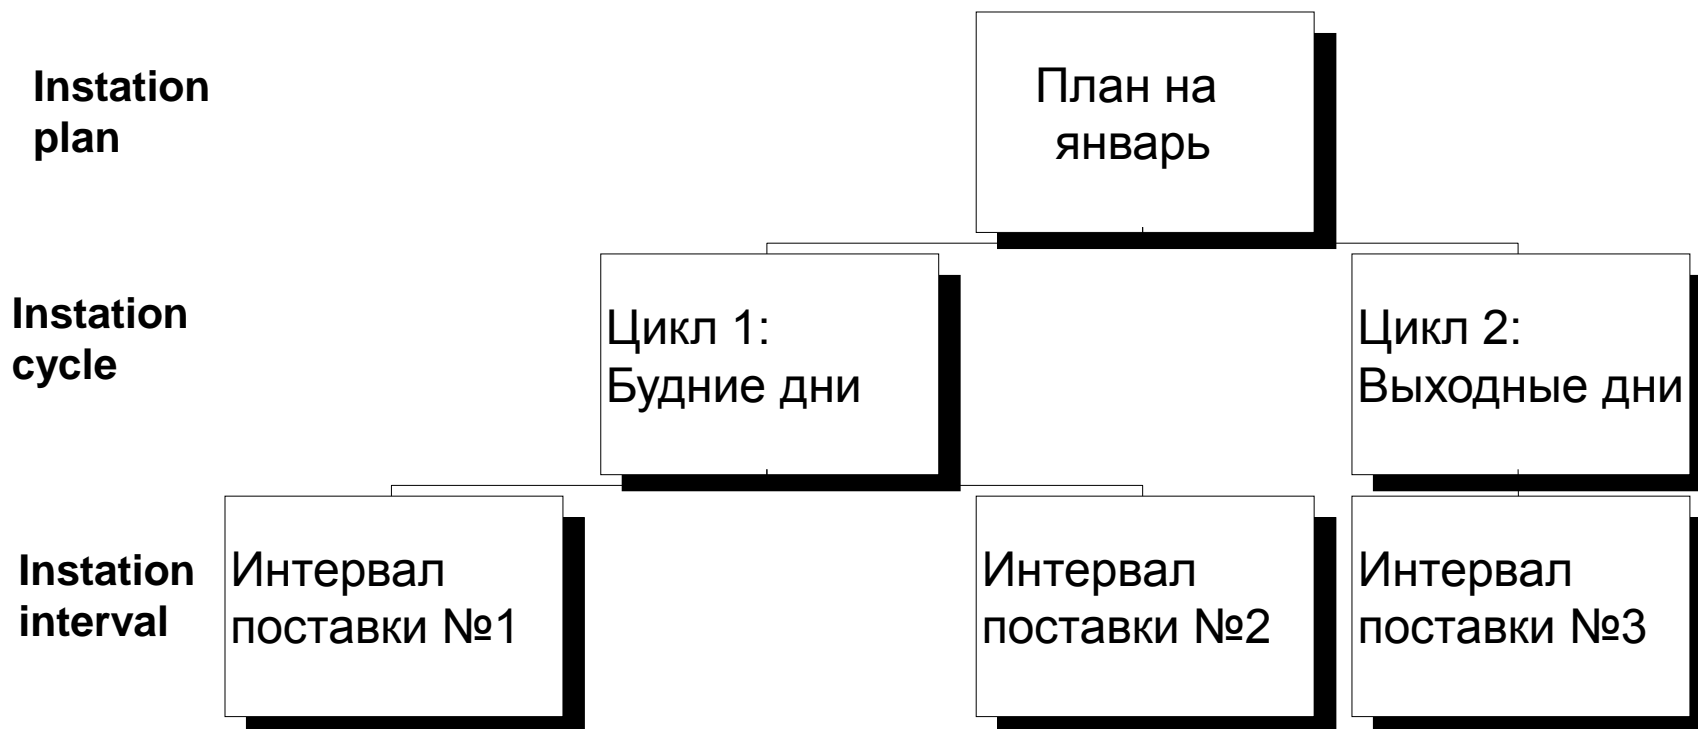 Instation
plan
План на
январь
Instation
cycle
Цикл 1:
Будние дни
Цикл 2:
Выходные дни
Instation
interval
Интервал
поставки №1
Интервал
поставки №2
Интервал
поставки №3